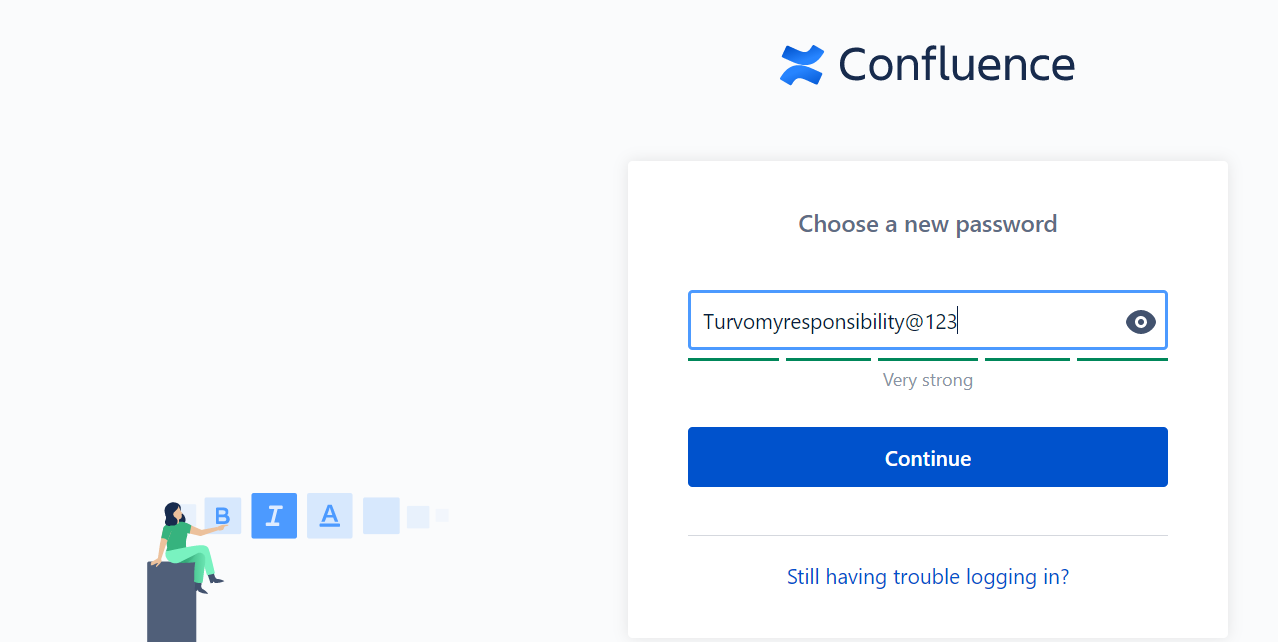 Confluence
Choose a new password
Turvomyresponsibility@123
Very strong
Continue
B I A
Still having trouble logging in?